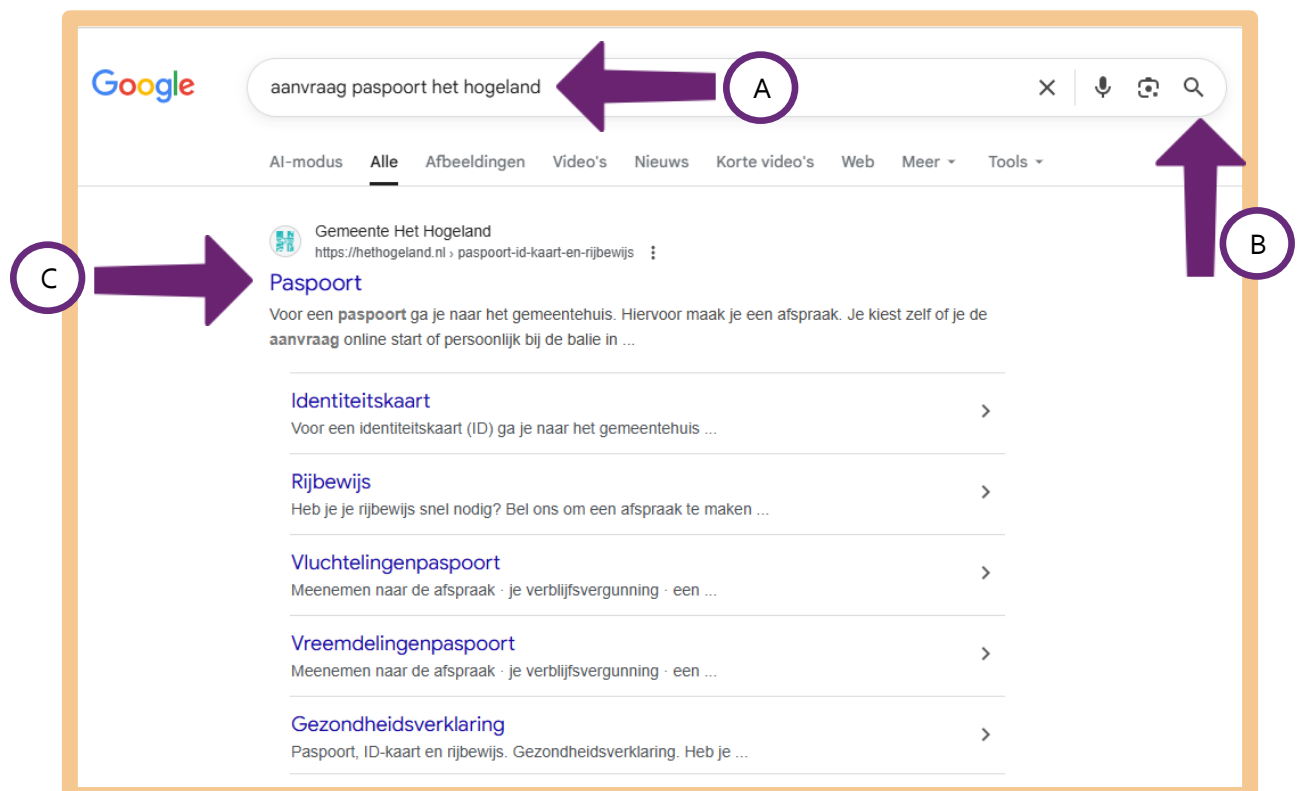 Google
aanvraag paspoort het hogeland
A
AI-modus Alle Afbeeldingen Video's Nieuws Korte video's Web Meer Tools
B
Gemeente Het Hogeland
https://hethogeland.nl › paspoort-id-kaart-en-rijbewijs
C
Paspoort
Voor een paspoort ga je naar het gemeentehuis. Hiervoor maak je een afspraak. Je kiest zelf of je de
aanvraag online start of persoonlijk bij de balie in ...
Identiteitskaart
Voor een identiteitskaart (ID) ga je naar het gemeentehuis ...
Rijbewijs
Heb je je rijbewijs snel nodig? Bel ons om een afspraak te maken ...
Vluchtelingenpaspoort
Meenemen naar de afspraak · je verblijfsvergunning · een ...
Vreemdelingenpaspoort
Meenemen naar de afspraak · je verblijfsvergunning · een ...
Gezondheidsverklaring
Paspoort, ID-kaart en rijbewijs. Gezondheidsverklaring. Heb je ...